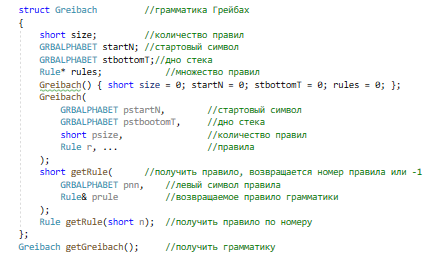 struct Greibach //грамматика Грейбах
{
short size; //количество правил
GRBALPHABET startN; //стартовый символ
GRBALPHABET stbottomT;//дно стека
Rule* rules; //множество правил
Greibach() { short size = 0; startN = 0; stbottomT = 0; rules = 0; };
Greibach(
GRBALPHABET pstartN, //стартовый символ
GRBALPHABET pstbootomT, //дно стека
short psize, //количество правил
Rule r, ... //правила
);
short getRule( //получить правило, возвращается номер правила или -1
GRBALPHABET pnn, //левый символ правила
Rule& prule //возвращаемое правило грамматики
);
Rule getRule(short n); //получить правило по номеру
};
Greibach getGreibach(); //получить грамматику